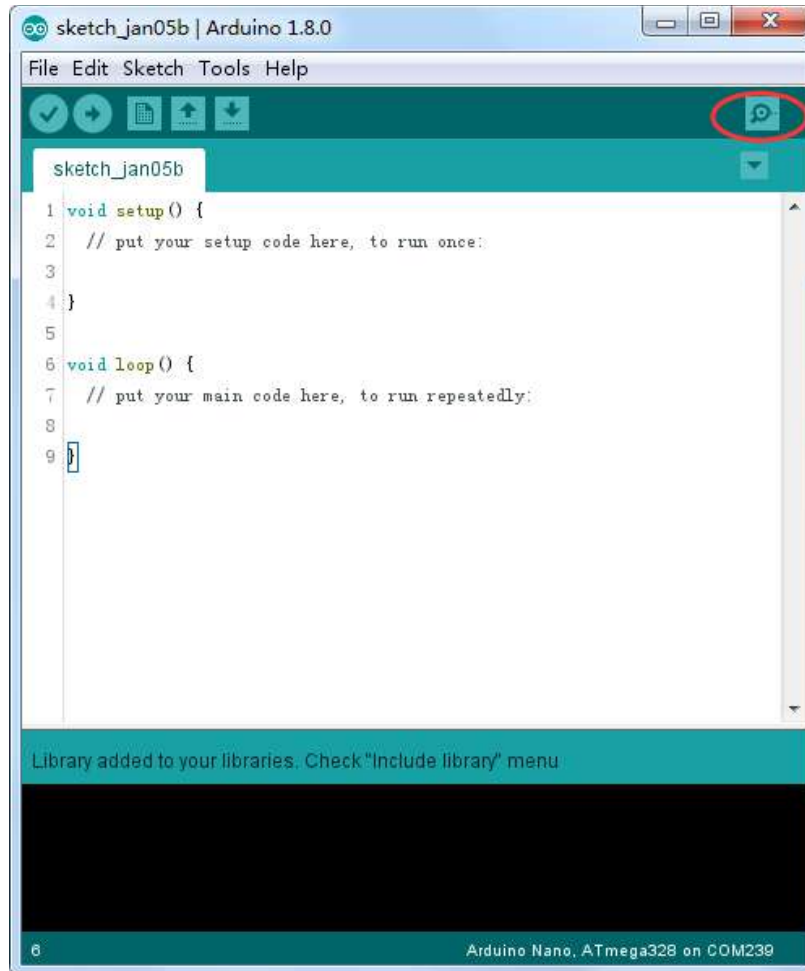 sketch_jan05b | Arduino 1.8.0
File Edit Sketch Tools Help
sketch_jan05b
1 void setup() {
2 // put your setup code here, to run once:
3
4 }
5
6 void loop() {
7 // put your main code here, to run repeatedly:
8
9 }
Library added to your libraries. Check "Include library" menu
6 Arduino Nano, ATmega328 on COM239